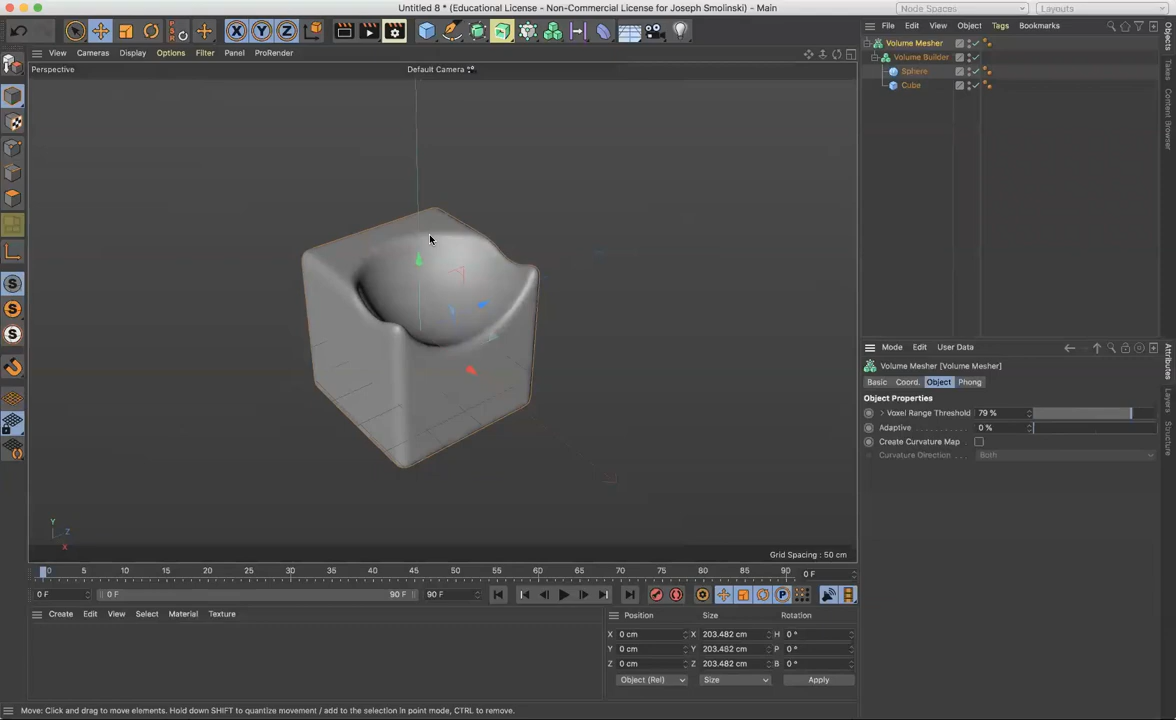 Untitled 8 * (Educational License - Non-Commercial License for Joseph Smolinski) - Main
Node Spaces
Layouts
View Cameras Display Options Filter Panel ProRender
File Edit View Object Tags Bookmarks
Perspective
Default Camera
Volume Mesher
Volume Builder
Sphere
Cube
Objects
Takes
Content Browser
X Y Z
Mode Edit User Data
Volume Mesher [Volume Mesher]
Basic Coord. Object Phong
Object Properties
Voxel Range Threshold 79 %
Adaptive 0 %
Create Curvature Map
Curvature Direction Both
Attributes
Layers
Structure
Y
Z
X
Grid Spacing : 50 cm
0 5 10 15 20 25 30 35 40 45 50 55 60 65 70 75 80 85 90 0 F
0 F 0 F 90 F 90 F
Create Edit View Select Material Texture
Position Size Rotation
X 0 cm X 203.482 cm H 0 °
Y 0 cm Y 203.482 cm P 0 °
Z 0 cm Z 203.482 cm B 0 °
Object (Rel) Size Apply
Move: Click and drag to move elements. Hold down SHIFT to quantize movement / add to the selection in point mode, CTRL to remove.